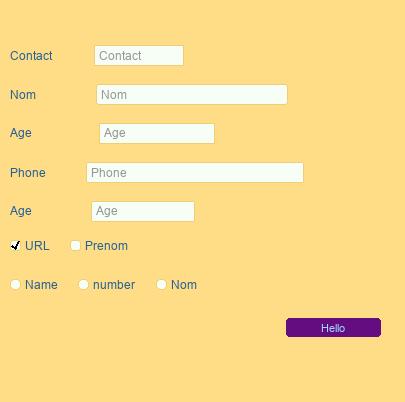 Contact Contact
Nom Nom
Age Age
Phone Phone
Age Age
URL Prenom
Name number Nom
Hello